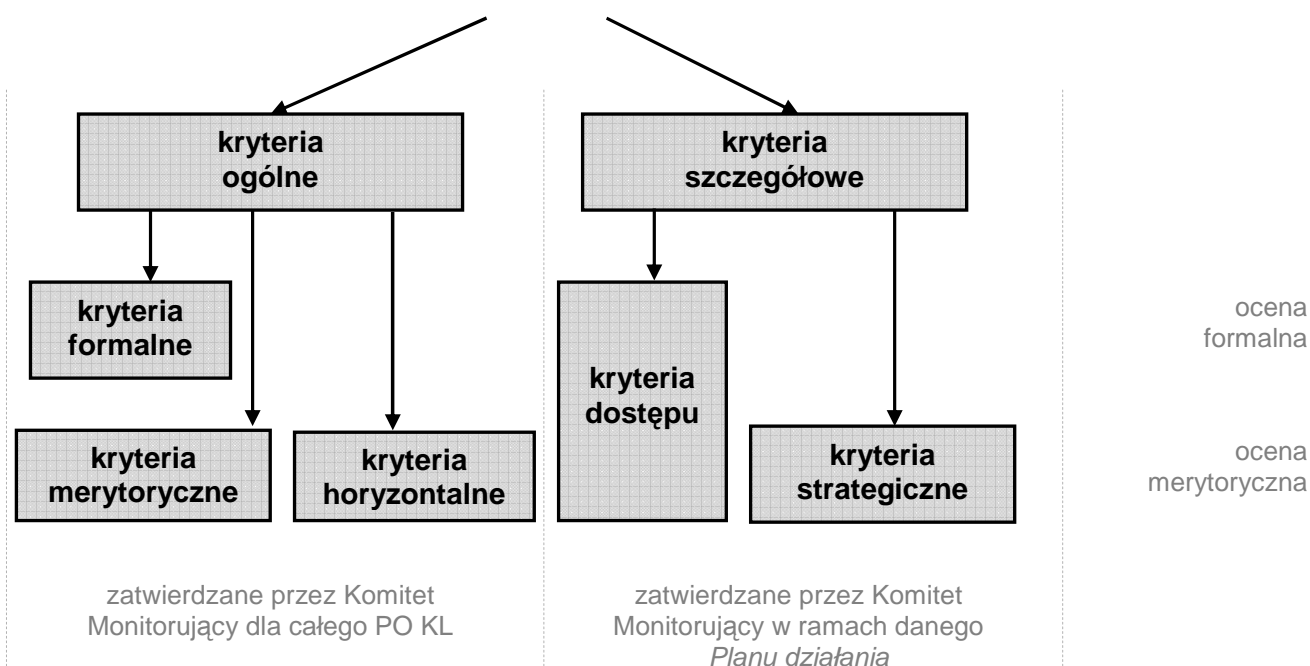 kryteria
ogólne
kryteria
szczegółowe
kryteria
formalne
ocena
formalna
kryteria
dostępu
kryteria
merytoryczne
kryteria
horyzontalne
kryteria
strategiczne
ocena
merytoryczna
zatwierdzane przez Komitet
Monitorujący dla całego PO KL
zatwierdzane przez Komitet
Monitorujący w ramach danego
Planu działania